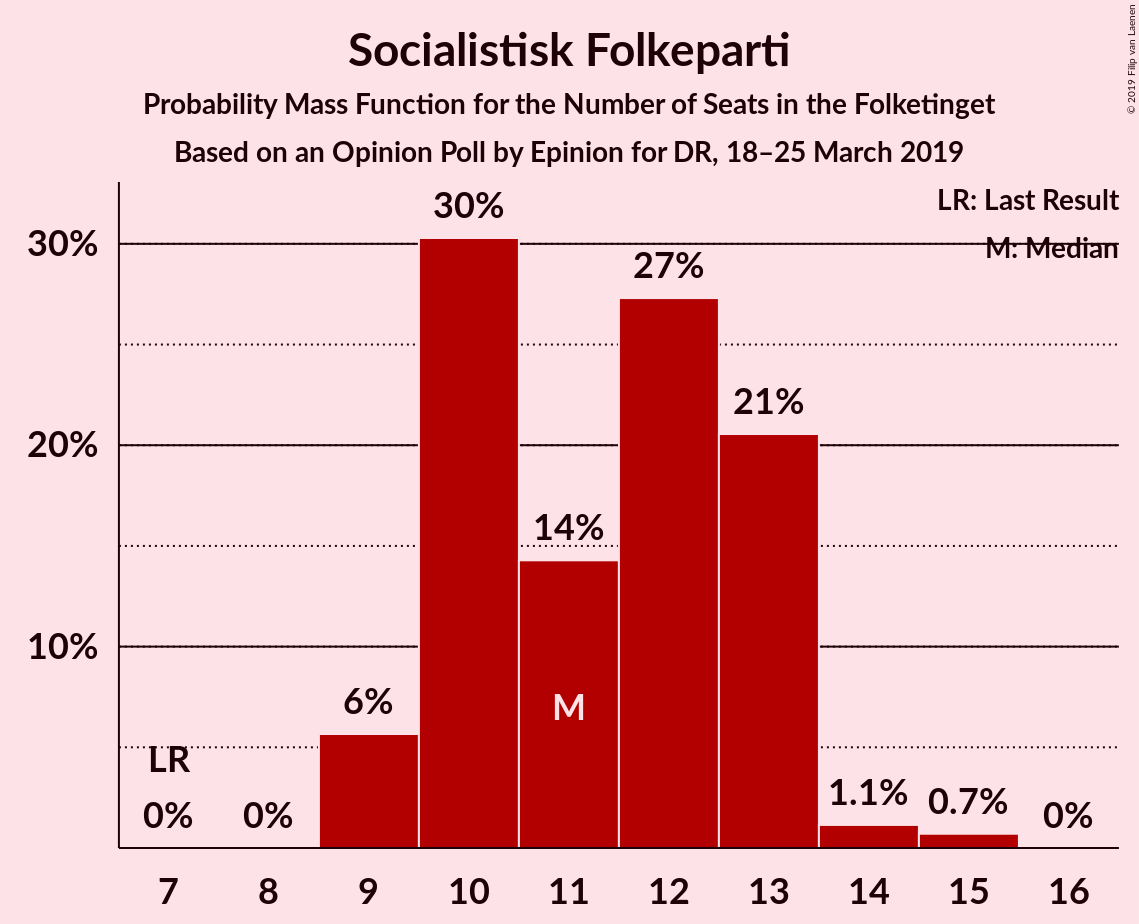 Socialistisk Folkeparti
Probability Mass Function for the Number of Seats in the Folketinget
Based on an Opinion Poll by Epinion for DR, 18–25 March 2019
© 2019 Filip van Laenen
LR: Last Result
M: Median
30%
20%
10%
LR
0%
0%
6%
30%
14%
M
27%
21%
1.1%
0.7%
0%
7 8 9 10 11 12 13 14 15 16